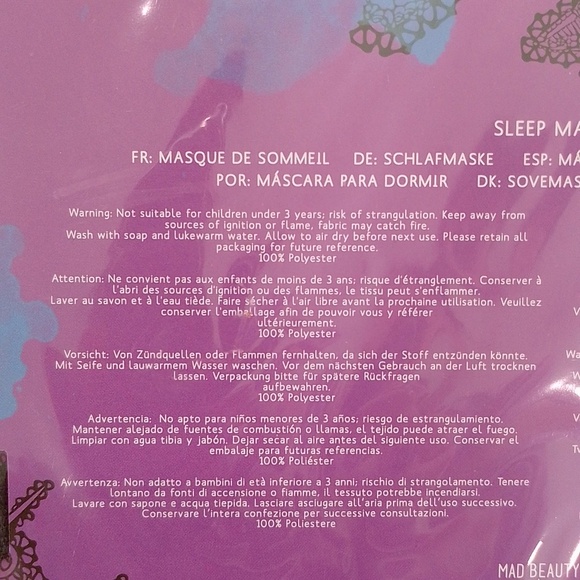 SLEEP MA
FR: MASQUE DE SOMMEIL DE: SCHLAFMASKE ESP: MÁ
POR: MÁSCARA PARA DORMIR DK: SOVEMAS
Warning: Not suitable for children under 3 years; risk of strangulation. Keep away from
sources of ignition or flame, fabric may catch fire.
Wash with soap and lukewarm water. Allow to air dry before next use. Please retain all
packaging for future reference.
100% Polyester
Attention: Ne convient pas aux enfants de moins de 3 ans; risque d'étranglement. Conserver à
l'abri des sources d'ignition ou des flammes, le tissu peut s'enflammer.
Laver au savon et à l'eau tiède. Faire sécher à l'air libre avant la prochaine utilisation. Veuillez
conserver l'emballage afin de pouvoir vous y référer
ultérieurement.
100% Polyester
Vorsicht: Von Zündquellen oder Flammen fernhalten, da sich der Stoff entzünden könnte.
Mit Seife und lauwarmem Wasser waschen. Vor dem nächsten Gebrauch an der Luft trocknen
lassen. Verpackung bitte für spätere Rückfragen
aufbewahren.
100% Polyester
Advertencia: No apto para niños menores de 3 años; riesgo de estrangulamiento.
Mantener alejado de fuentes de combustión o llamas, el tejido puede atraer el fuego.
Limpiar con agua tibia y jabón. Dejar secar al aire antes del siguiente uso. Conservar el
embalaje para futuras referencias.
100% Poliéster
Avvertenza: Non adatto a bambini di età inferiore a 3 anni; rischio di strangolamento. Tenere
lontano da fonti di accensione o fiamme, il tessuto potrebbe incendiarsi.
Lavare con sapone e acqua tiepida. Lasciare asciugare all'aria prima dell'uso successivo.
Conservare l'intera confezione per successive consultazioni.
100% Poliestere
MAD BEAUTY